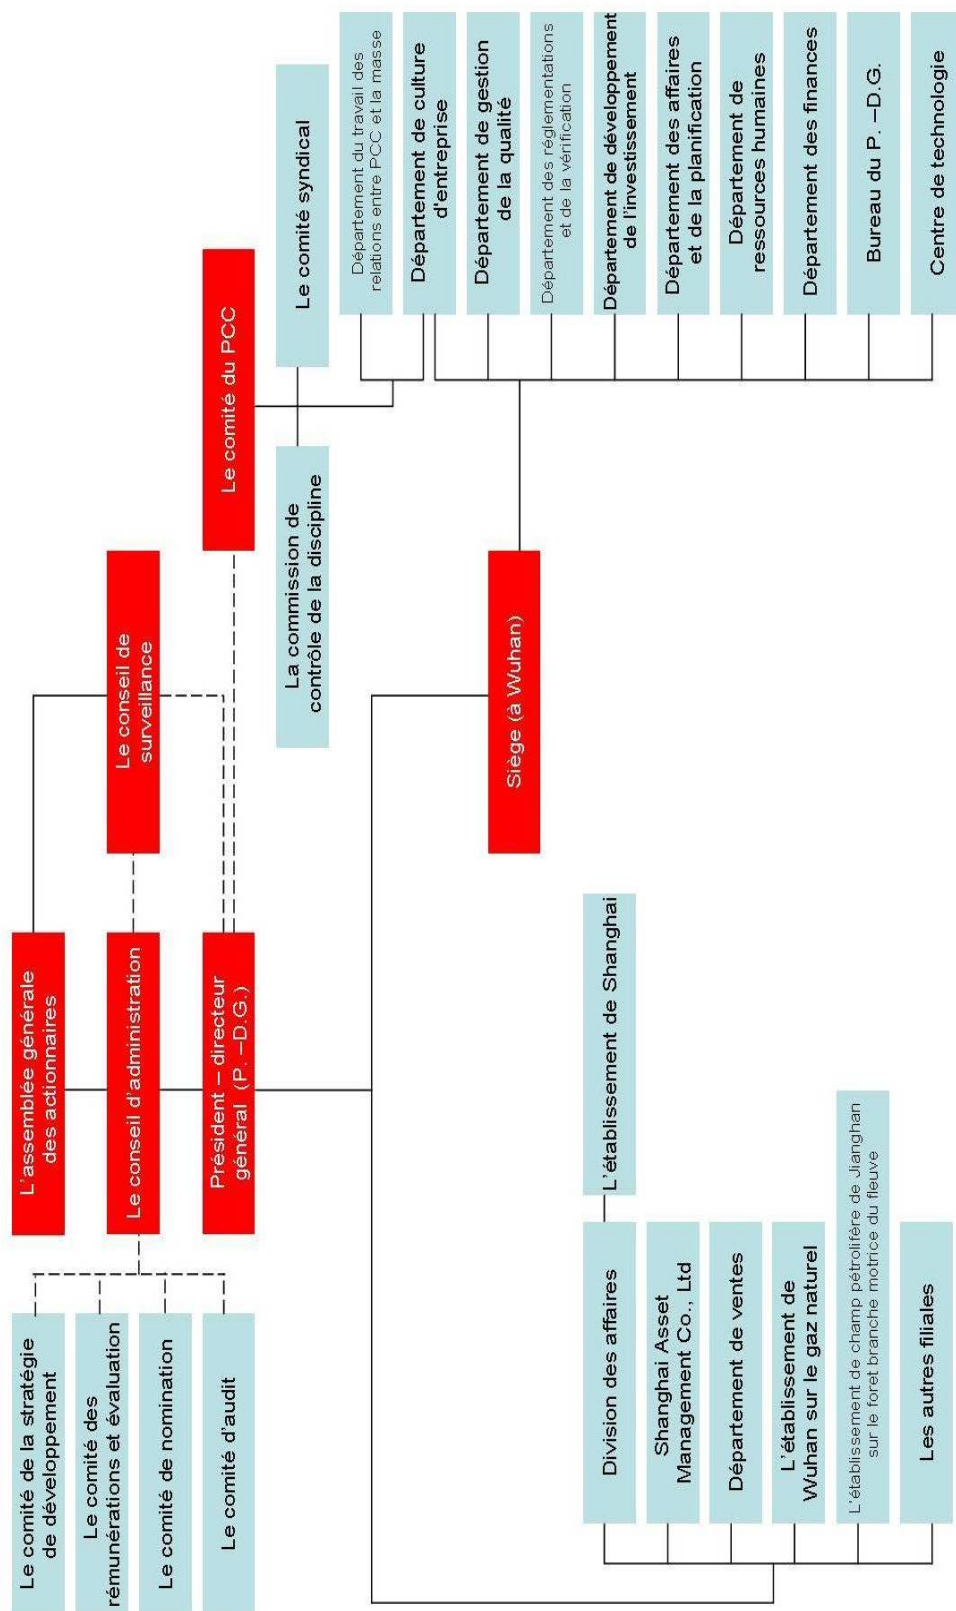 L'assemblée générale
des actionnaires
Le conseil de
surveillance
Le conseil d'administration
Président – directeur
général (P. –D.G.)
Le comité du PCC
Le comité de la stratégie
de développement
Le comité des
rémunérations et évaluation
Le comité de nomination
Le comité d'audit
La commission de
contrôle de la discipline
Le comité syndical
Département du travail des
relations entre PCC et la masse
Département de culture
d'entreprise
Département de gestion
de la qualité
Département des réglementations
et de la vérification
Département de développement
de l'investissement
Département des affaires
et de la planification
Département de
ressources humaines
Département des finances
Bureau du P. –D.G.
Centre de technologie
Siège (à Wuhan)
Division des affaires
L'établissement de Shanghai
Shanghai Asset
Management Co., Ltd
Département de ventes
L'établissement de
Wuhan sur le gaz naturel
L'établissement de champ pétrolifère de Jianghan
sur le foret branche motrice du fleuve
Les autres filiales